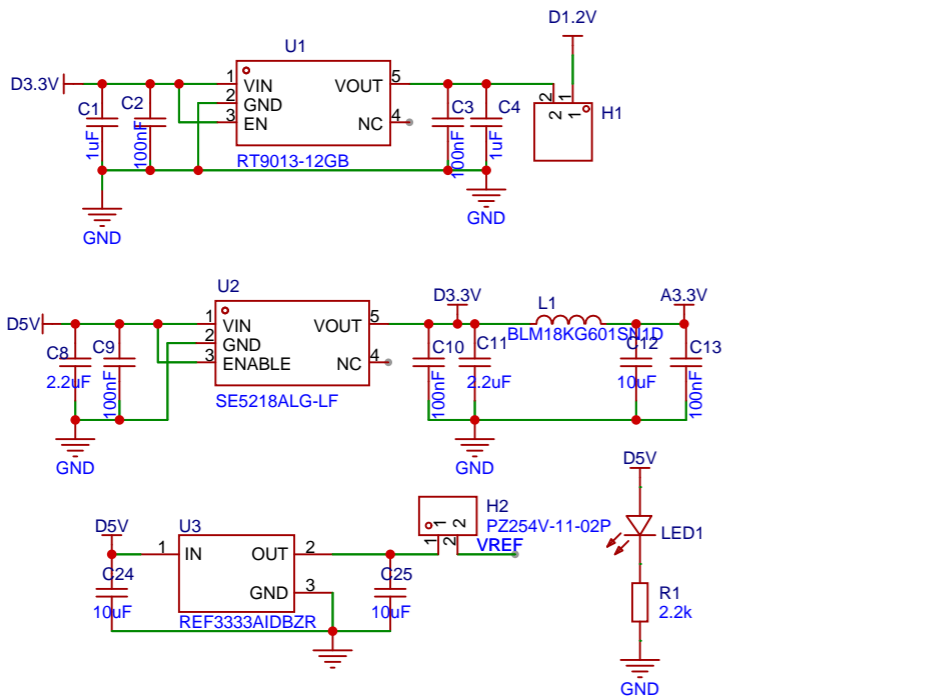 D1.2V
U1
D3.3V
1 VIN
2 GND
3 EN
VOUT 5
NC 4
C1
1uF
C2
100nF
C3
100nF
C4
1uF
2 1
2 1
H1
RT9013-12GB
GND
GND
U2
D5V
1 VIN
2 GND
3 ENABLE
VOUT 5
NC 4
C8
2.2uF
C9
100nF
SE5218ALG-LF
GND
D3.3V
L1
A3.3V
BLM18KG601SN1D
C10
100nF
C11
2.2uF
C12
10uF
C13
100nF
GND
D5V
U3
1 IN
OUT 2
GND 3
C24
10uF
C25
10uF
REF3333AIDBZR
H2
1 2
1 2
PZ254V-11-02P
VREF
D5V
LED1
R1
2.2k
GND